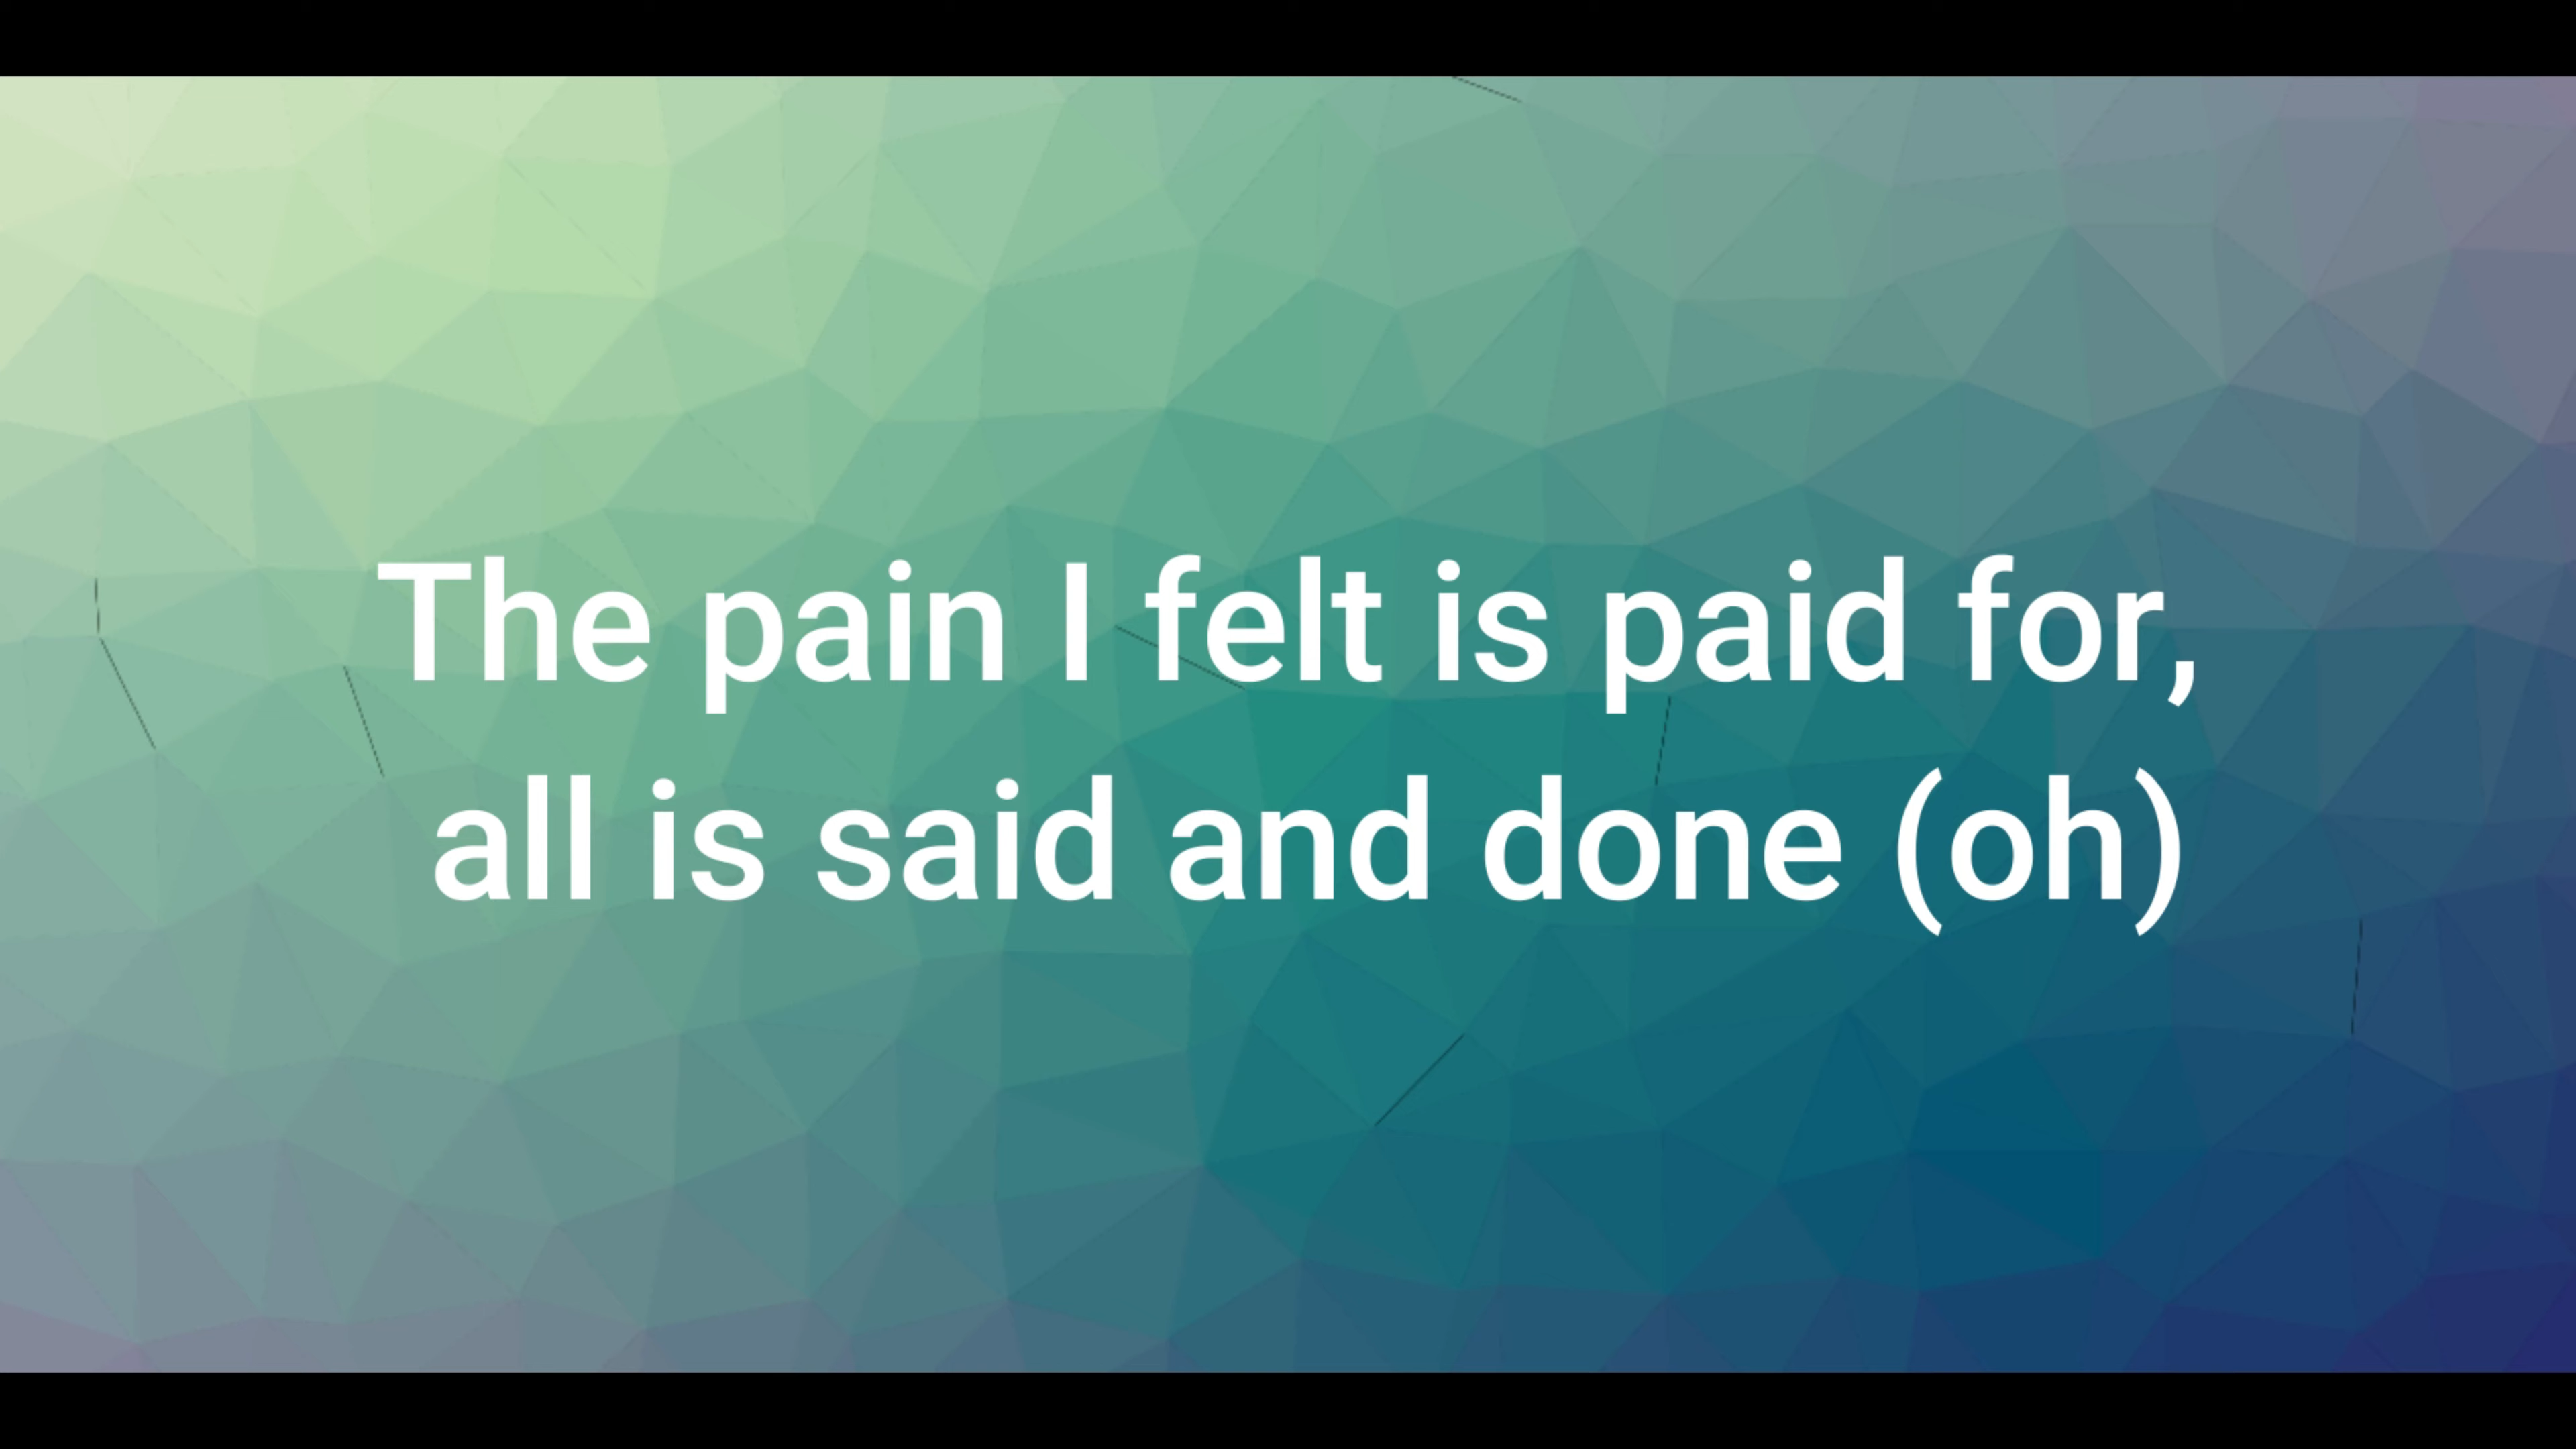 The pain I felt is paid for,
all is said and done (oh)